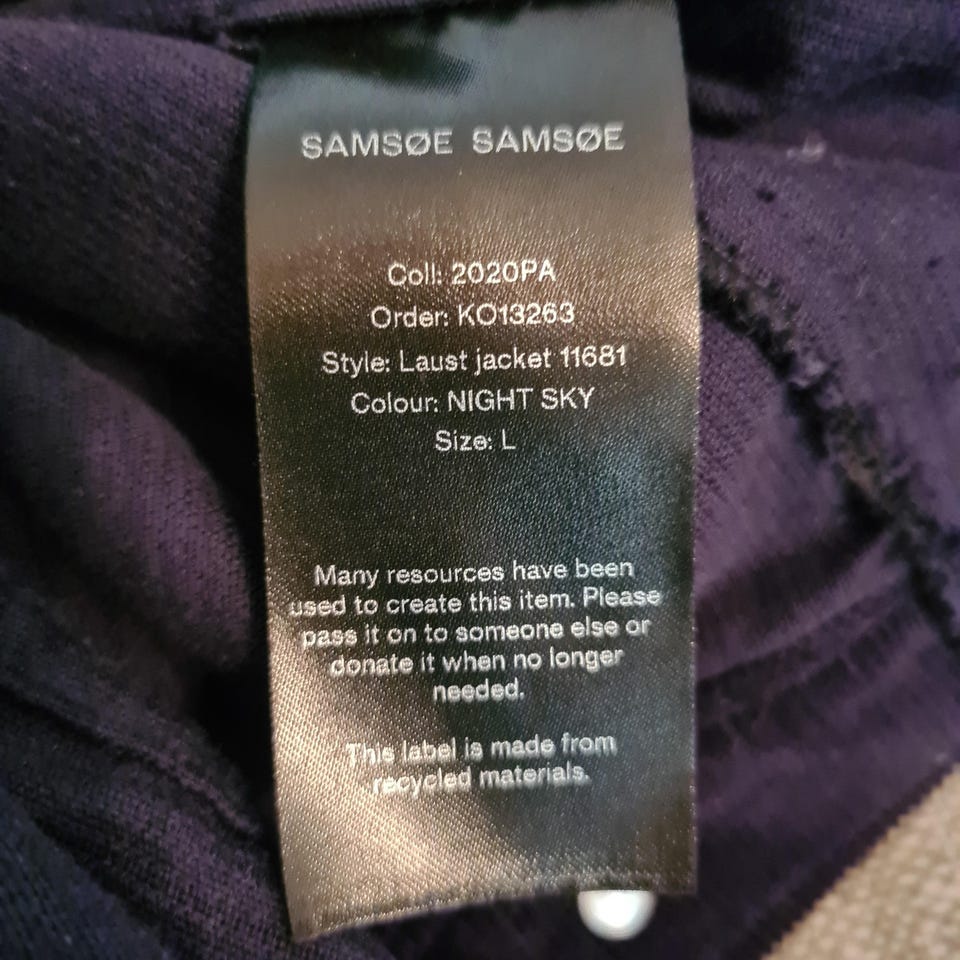 SAMSØE SAMSØE
Coll: 2020PA
Order: KO13263
Style: Laust jacket 11681
Colour: NIGHT SKY
Size: L
Many resources have been
used to create this item. Please
pass it on to someone else or
donate it when no longer
needed.
This label is made from
recycled materials.